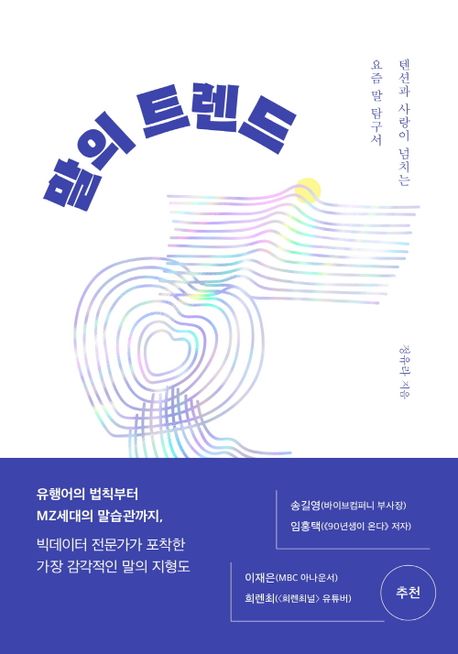 말의 트렌드
텐션과 사랑이 넘치는
요즘 말 탐구서
정유라 지음
유행어의 법칙부터
MZ세대의 말습관까지,
빅데이터 전문가가 포착한
가장 감각적인 말의 지형도
송길영(바이브컴퍼니 부사장)
임홍택(《90년생이 온다》 저자)
이재은(MBC 아나운서)
희렌최(〈희렌최널〉 유튜버)
추천